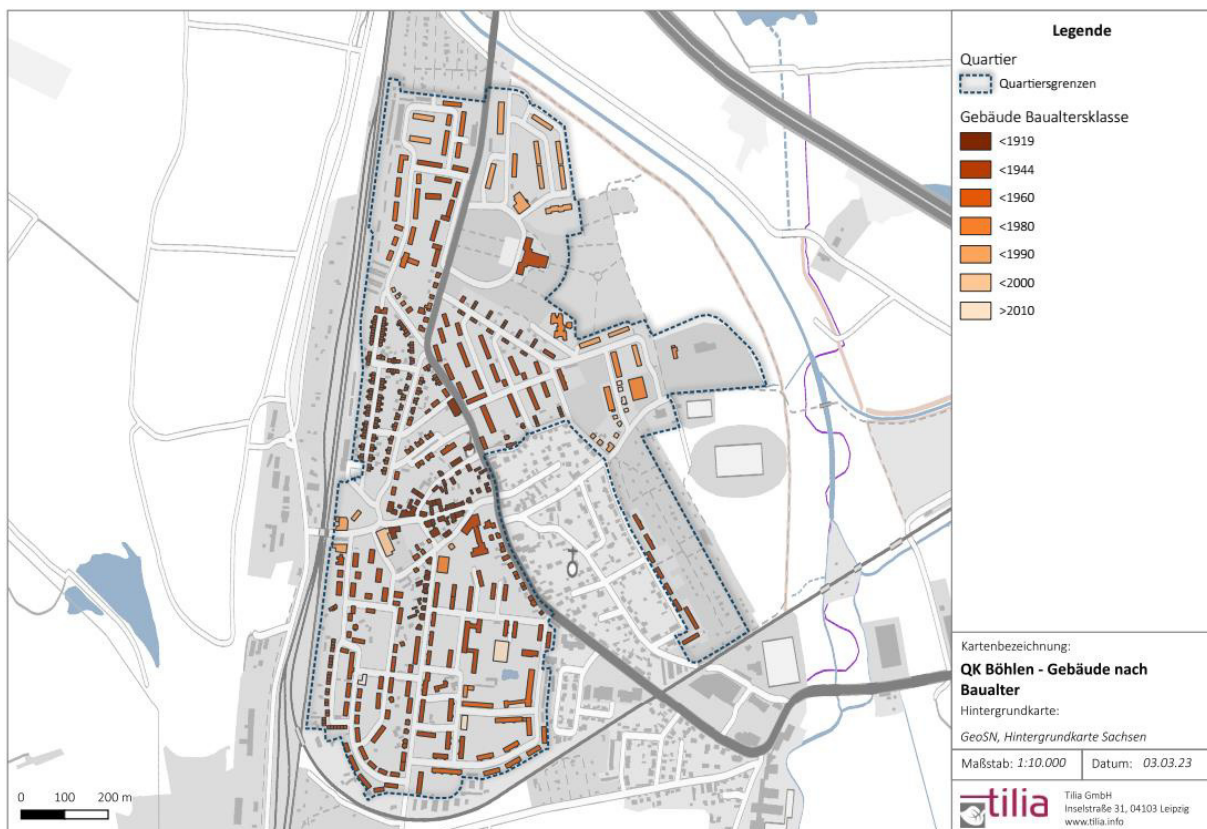 Legende
Quartier
Quartiersgrenzen
Gebäude Baualtersklasse
<1919
<1944
<1960
<1980
<1990
<2000
>2010
Kartenbezeichnung:
QK Böhlen - Gebäude nach
Baualter
Hintergrundkarte:
GeoSN, Hintergrundkarte Sachsen
Maßstab: 1:10.000
Datum: 03.03.23
tilia
Tilia GmbH
Inselstraße 31, 04103 Leipzig
www.tilia.info
0 100 200 m